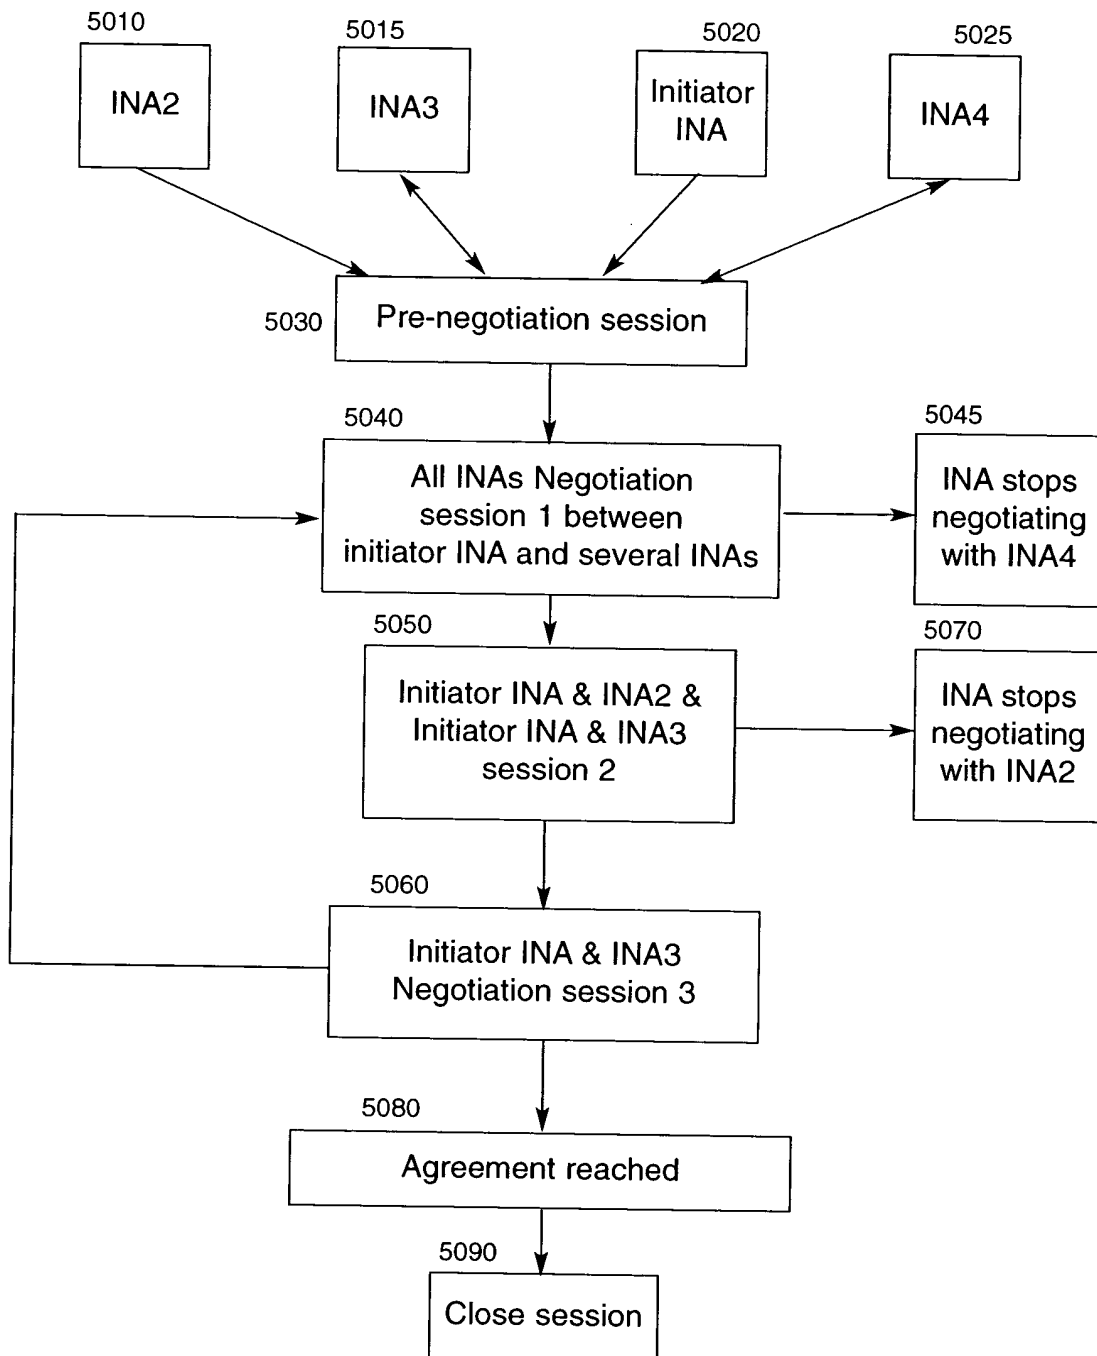 5010
5015
5020
5025
INA2
INA3
Initiator
INA
INA4
5030
Pre-negotiation session
5040
All INAs Negotiation
session 1 between
initiator INA and several INAs
5045
INA stops
negotiating
with INA4
5050
Initiator INA & INA2 &
Initiator INA & INA3
session 2
5070
INA stops
negotiating
with INA2
5060
Initiator INA & INA3
Negotiation session 3
5080
Agreement reached
5090
Close session